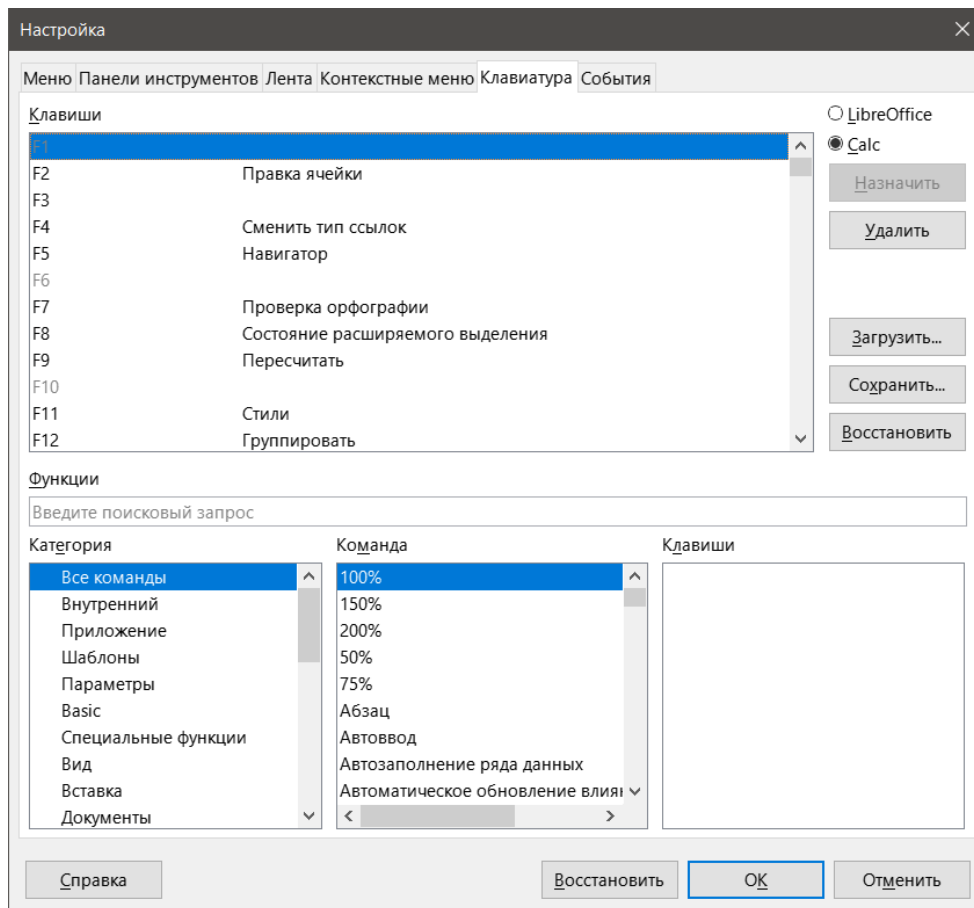 Настройка
Меню Панели инструментов Лента Контекстные меню Клавиатура События
Клавиши
LibreOffice
Calc
F1
F2 Правка ячейки
F3
F4 Сменить тип ссылок
F5 Навигатор
F6
F7 Проверка орфографии
F8 Состояние расширяемого выделения
F9 Пересчитать
F10
F11 Стили
F12 Группировать
Назначить
Удалить
Загрузить...
Сохранить...
Восстановить
Функции
Введите поисковый запрос
Категория
Все команды
Внутренний
Приложение
Шаблоны
Параметры
Basic
Специальные функции
Вид
Вставка
Документы
Команда
100%
150%
200%
50%
75%
Абзац
Автоввод
Автозаполнение ряда данных
Автоматическое обновление
Клавиши
Справка
Восстановить
ОК
Отменить